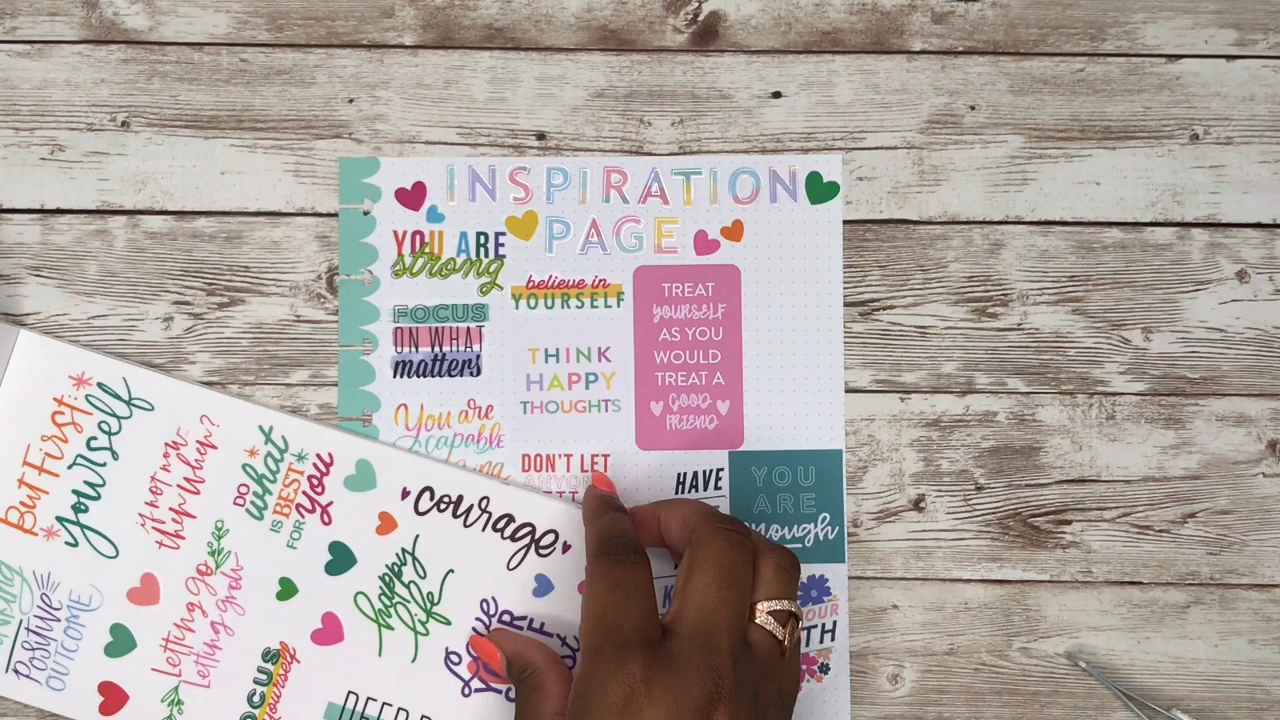 INSPIRATION
PAGE
YOU ARE
strong
believe in
YOURSELF
FOCUS
ON WHAT
matters
THINK
HAPPY
THOUGHTS
TREAT
YOURSELF
AS YOU
WOULD
TREAT A
GOOD
FRIEND
You are
capable
DON'T LET
HAVE
YOU
ARE
enough
But First:
yourself
if not now
then when?
DO
what
IS BEST
FOR
you
courage
happy
life
Letting go
Letting grow
Positive
OUTCOME
yourself